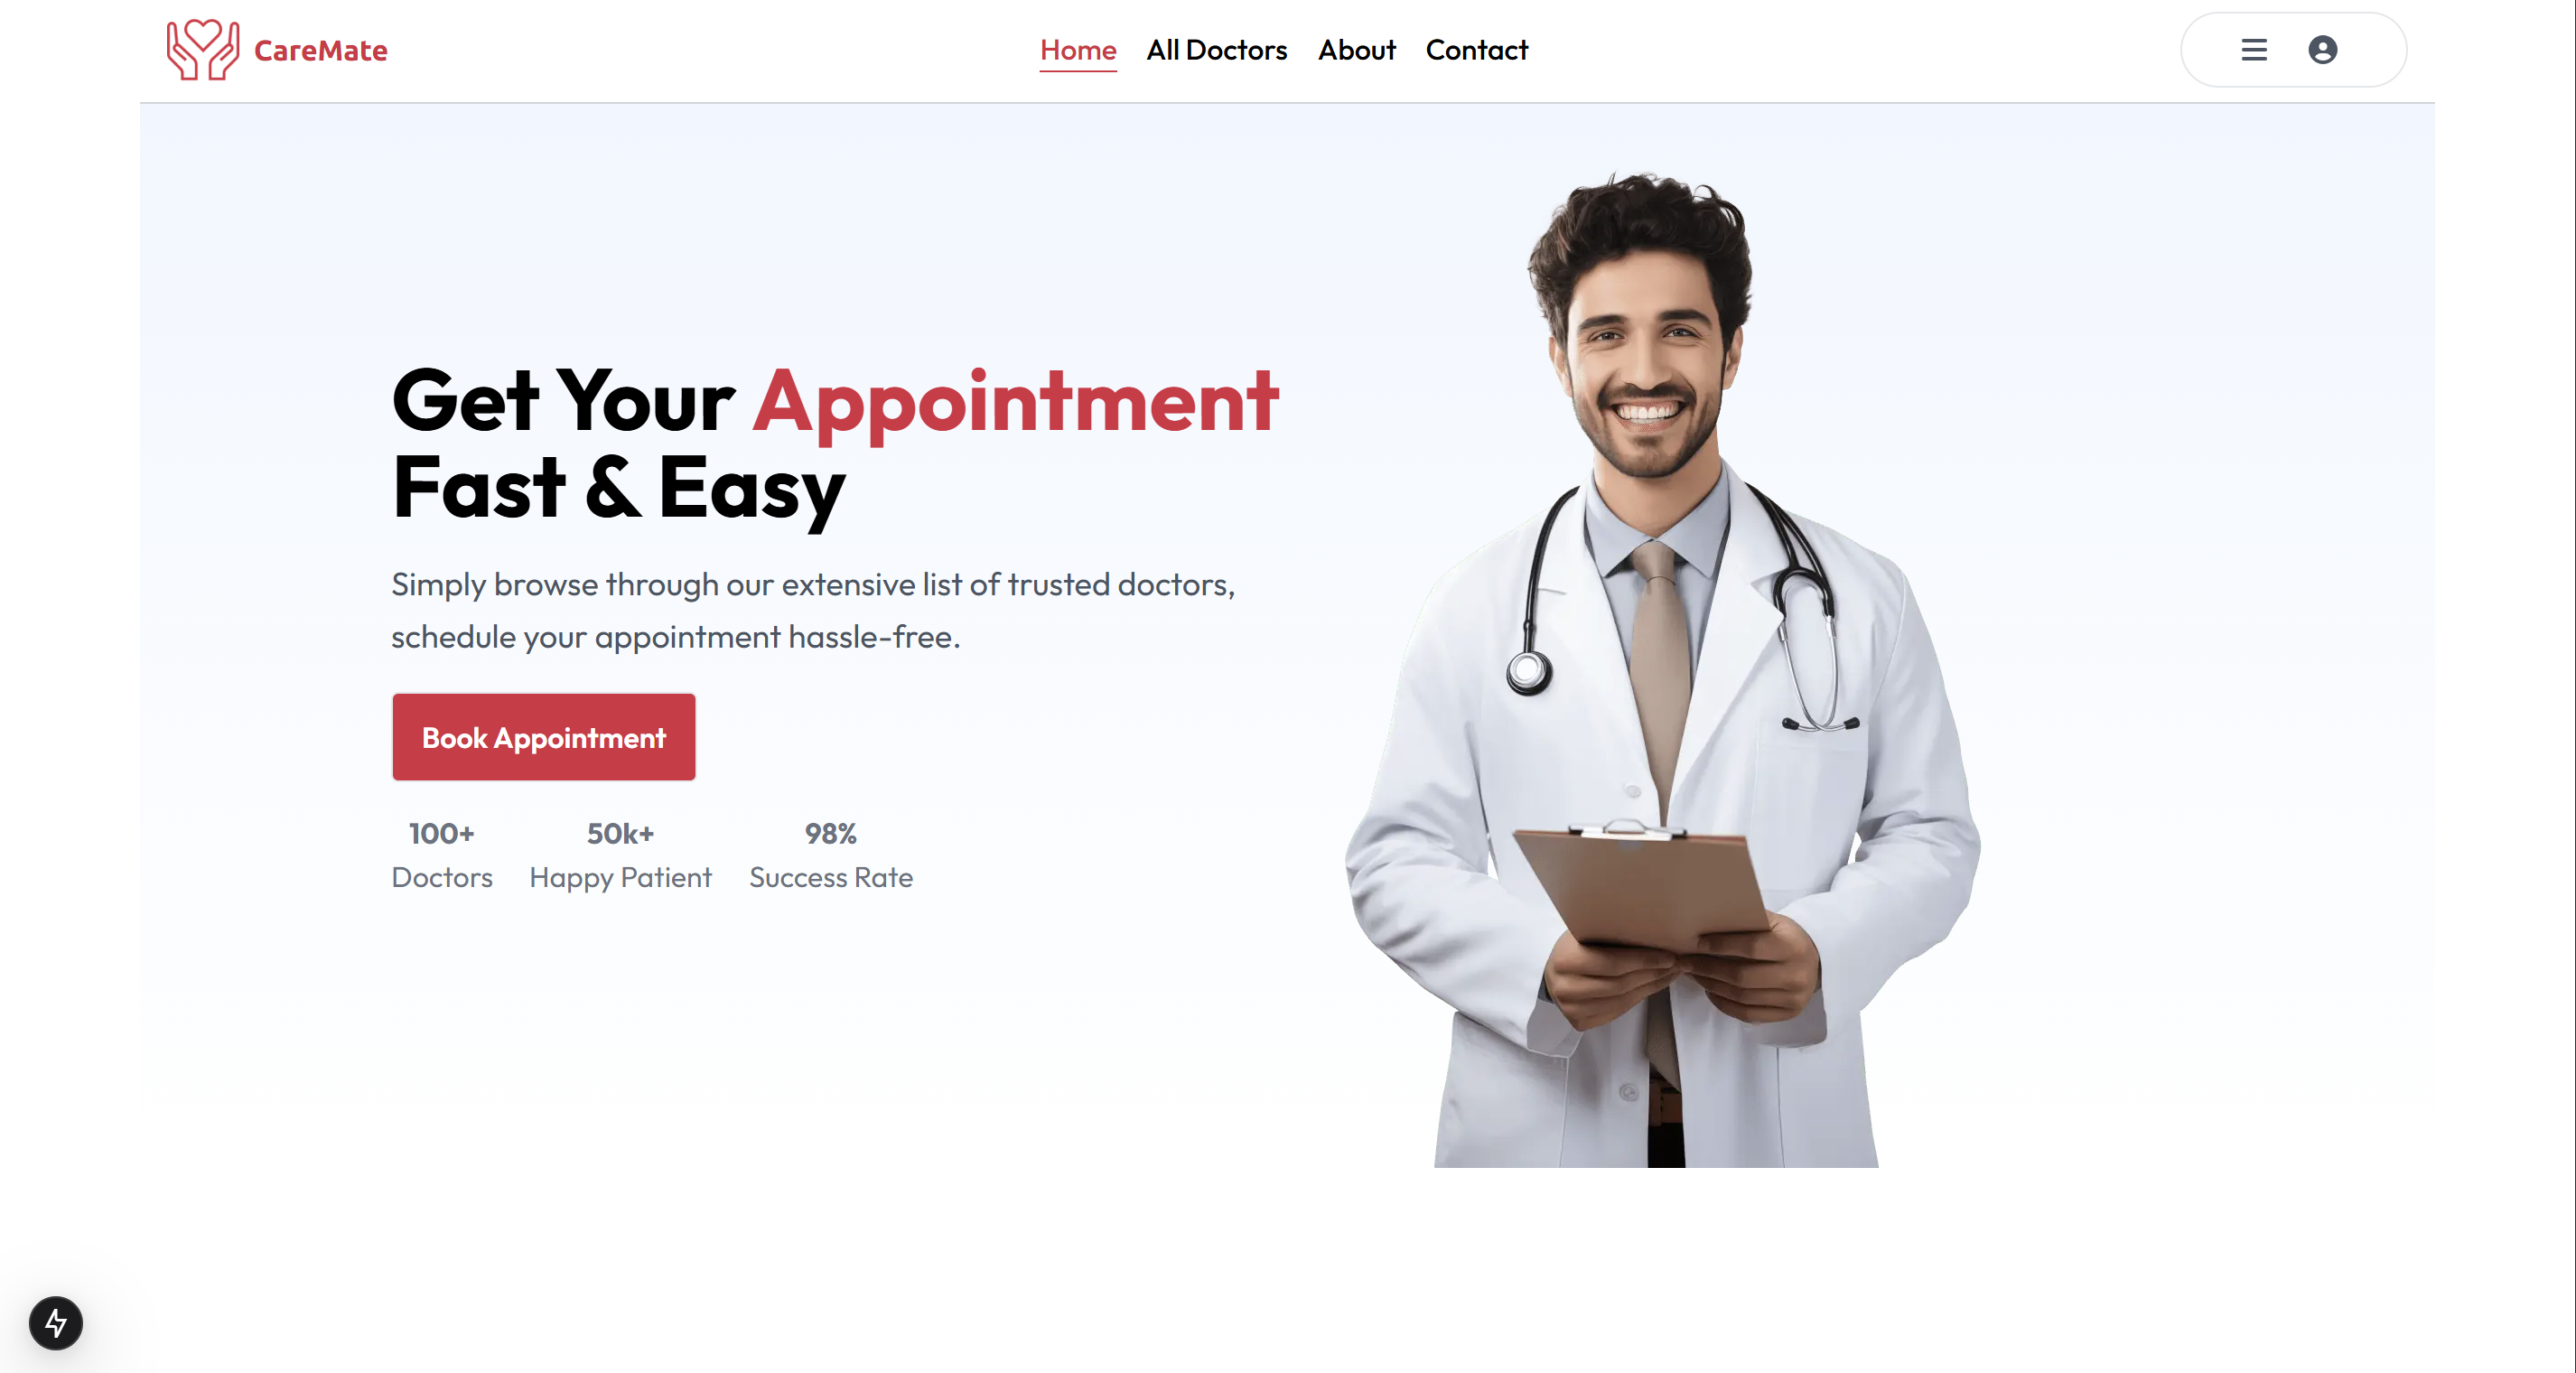 CareMate
Home All Doctors About Contact
Get Your Appointment
Fast & Easy
Simply browse through our extensive list of trusted doctors,
schedule your appointment hassle-free.
Book Appointment
100+ 50k+ 98%
Doctors Happy Patient Success Rate